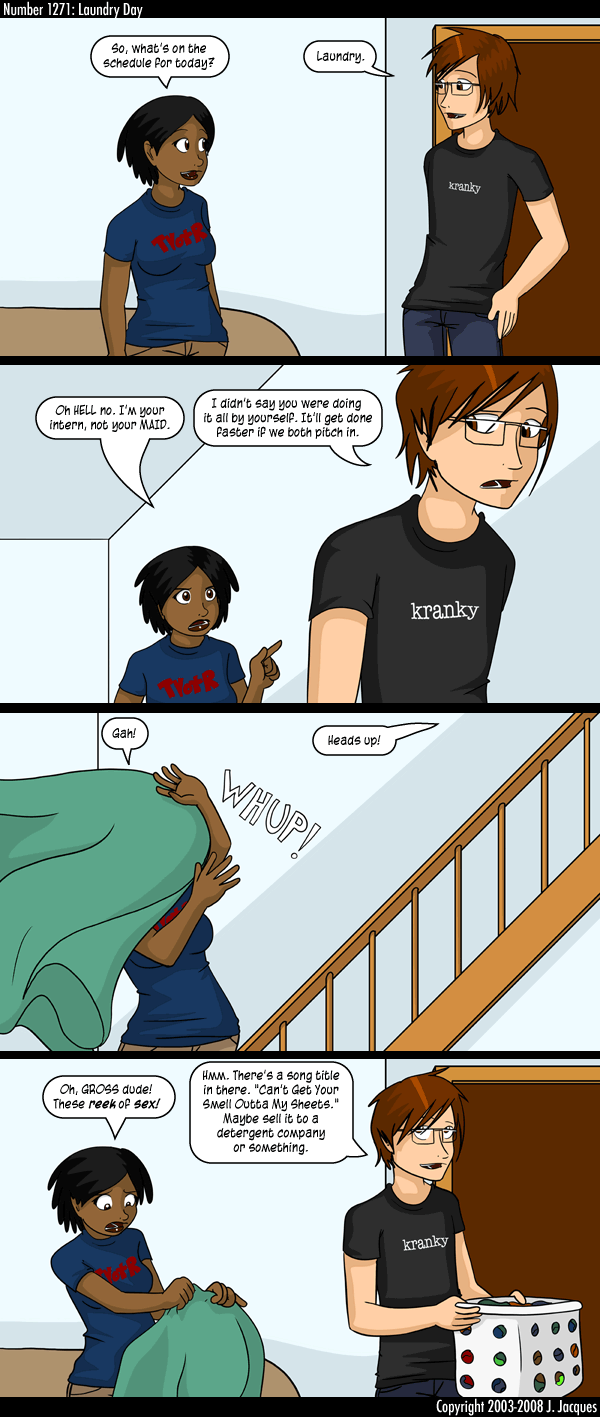 Number 1271: Laundry Day
So, what's on the
schedule for today?
Laundry.
kranky
Oh HELL no. I'm your
intern, not your MAID.
I didn't say you were doing
it all by yourself. It'll get done
faster if we both pitch in.
kranky
Gah!
Heads up!
WHUP!
Oh, GROSS dude!
These reek of sex!
Hmm. There's a song title
in there. "Can't Get Your
Smell Outta My Sheets."
Maybe sell it to a
detergent company
or something.
kranky
Copyright 2003-2008 J. Jacques